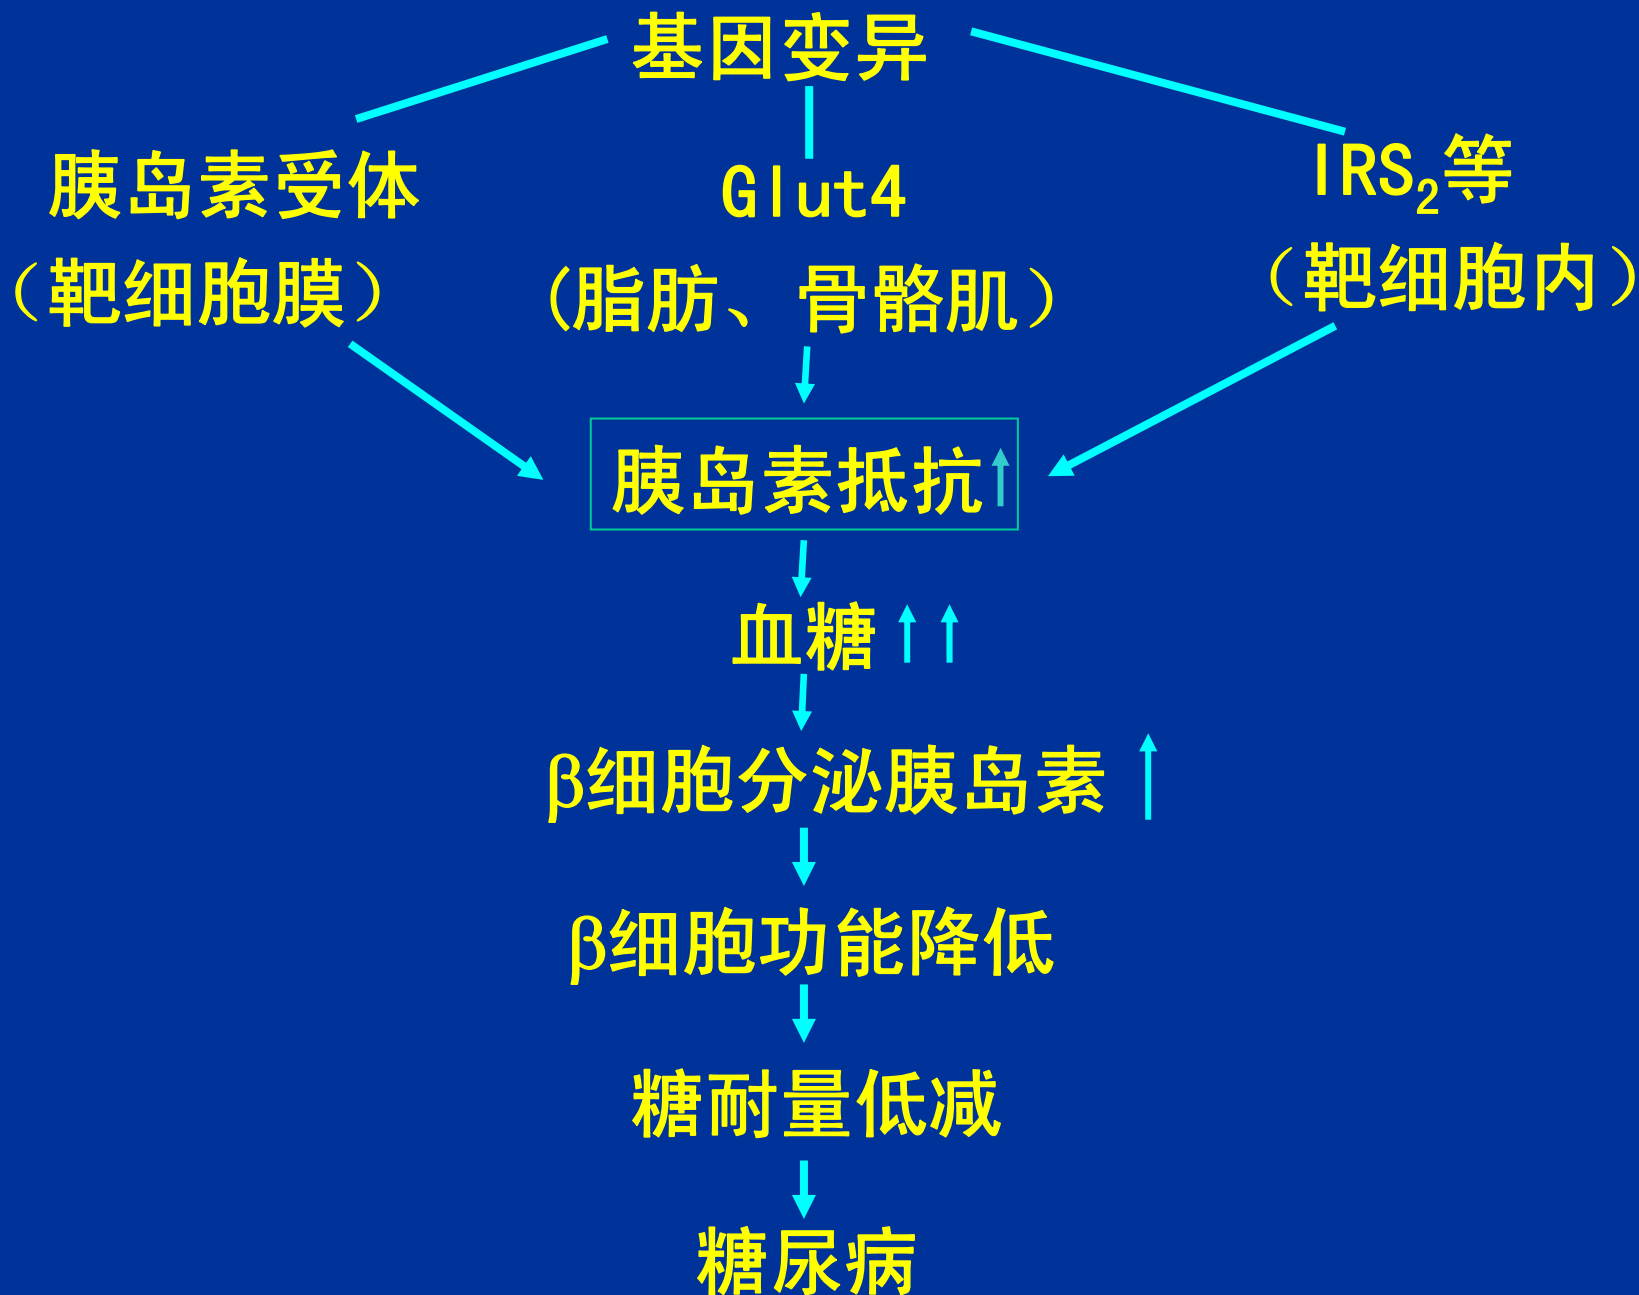 基因变异
胰岛素受体
（靶细胞膜）
Glut4
(脂肪、骨骼肌）
IRS₂等
（靶细胞内）
胰岛素抵抗↑
血糖↑↑
β细胞分泌胰岛素↑
β细胞功能降低
糖耐量低减
糖尿病